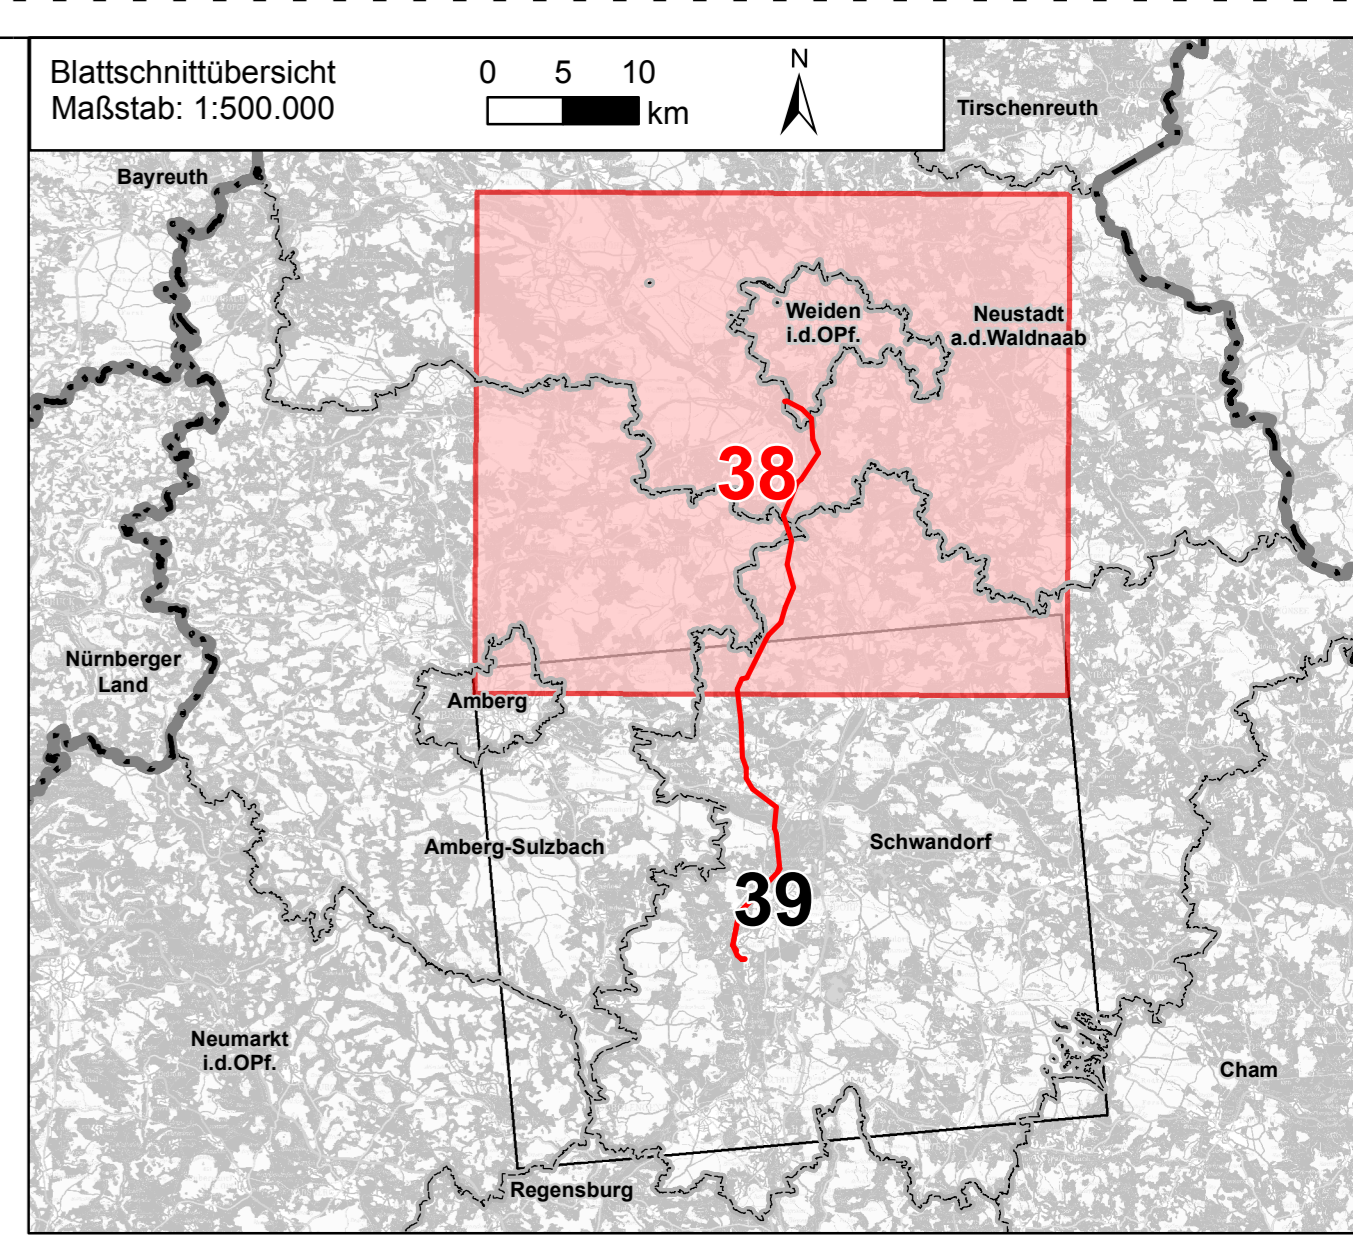 Blattschnittübersicht
Maßstab: 1:500.000
0 5 10
km
N
Tirschenreuth
Bayreuth
Weiden
i.d.OPf.
Neustadt
a.d.Waldnaab
38
Nürnberger
Land
Amberg
Amberg-Sulzbach
Schwandorf
39
Neumarkt
i.d.OPf.
Cham
Regensburg